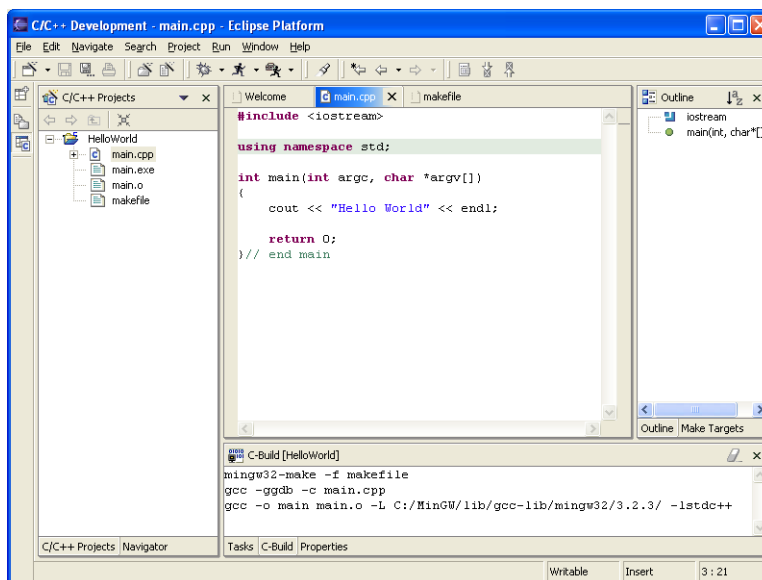 C/C++ Development - main.cpp - Eclipse Platform
File Edit Navigate Search Project Run Window Help
C/C++ Projects
HelloWorld
main.cpp
main.exe
main.o
makefile
C/C++ Projects Navigator
Welcome main.cpp makefile
#include <iostream>
using namespace std;
int main(int argc, char *argv[])
{
cout << "Hello World" << endl;
return 0;
}// end main
Outline
iostream
main(int, char*[]
Outline Make Targets
C-Build [HelloWorld]
mingw32-make -f makefile
gcc -ggdb -c main.cpp
gcc -o main main.o -L C:/MinGW/lib/gcc-lib/mingw32/3.2.3/ -lstdc++
Tasks C-Build Properties
Writable Insert 3 : 21